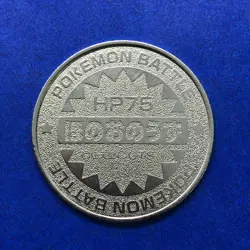 POKEMON BATTLE
HP75
ほのおのうず
POKEMON BATTLE